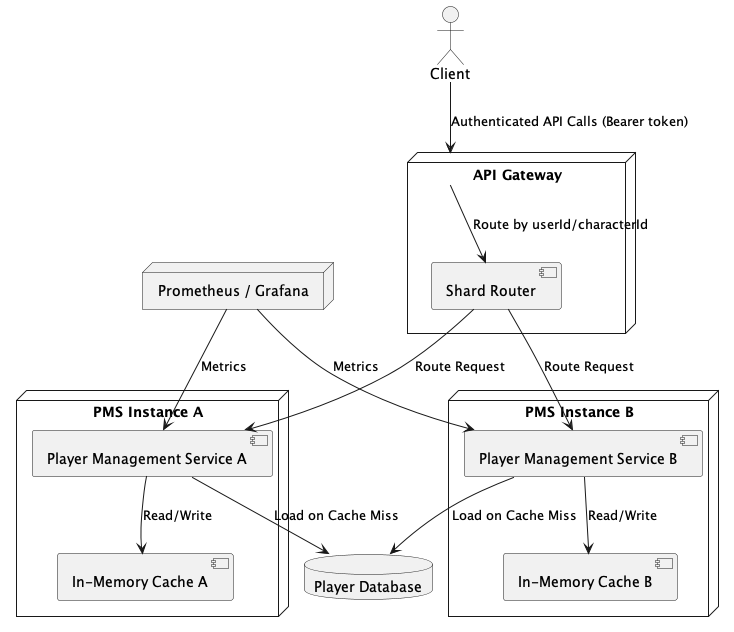 Client
Authenticated API Calls (Bearer token)
API Gateway
Route by userId/characterId
Prometheus / Grafana
Shard Router
Metrics
Metrics
Route Request
Route Request
PMS Instance A
PMS Instance B
Player Management Service A
Player Management Service B
Read/Write
Load on Cache Miss
Load on Cache Miss
Read/Write
In-Memory Cache A
Player Database
In-Memory Cache B